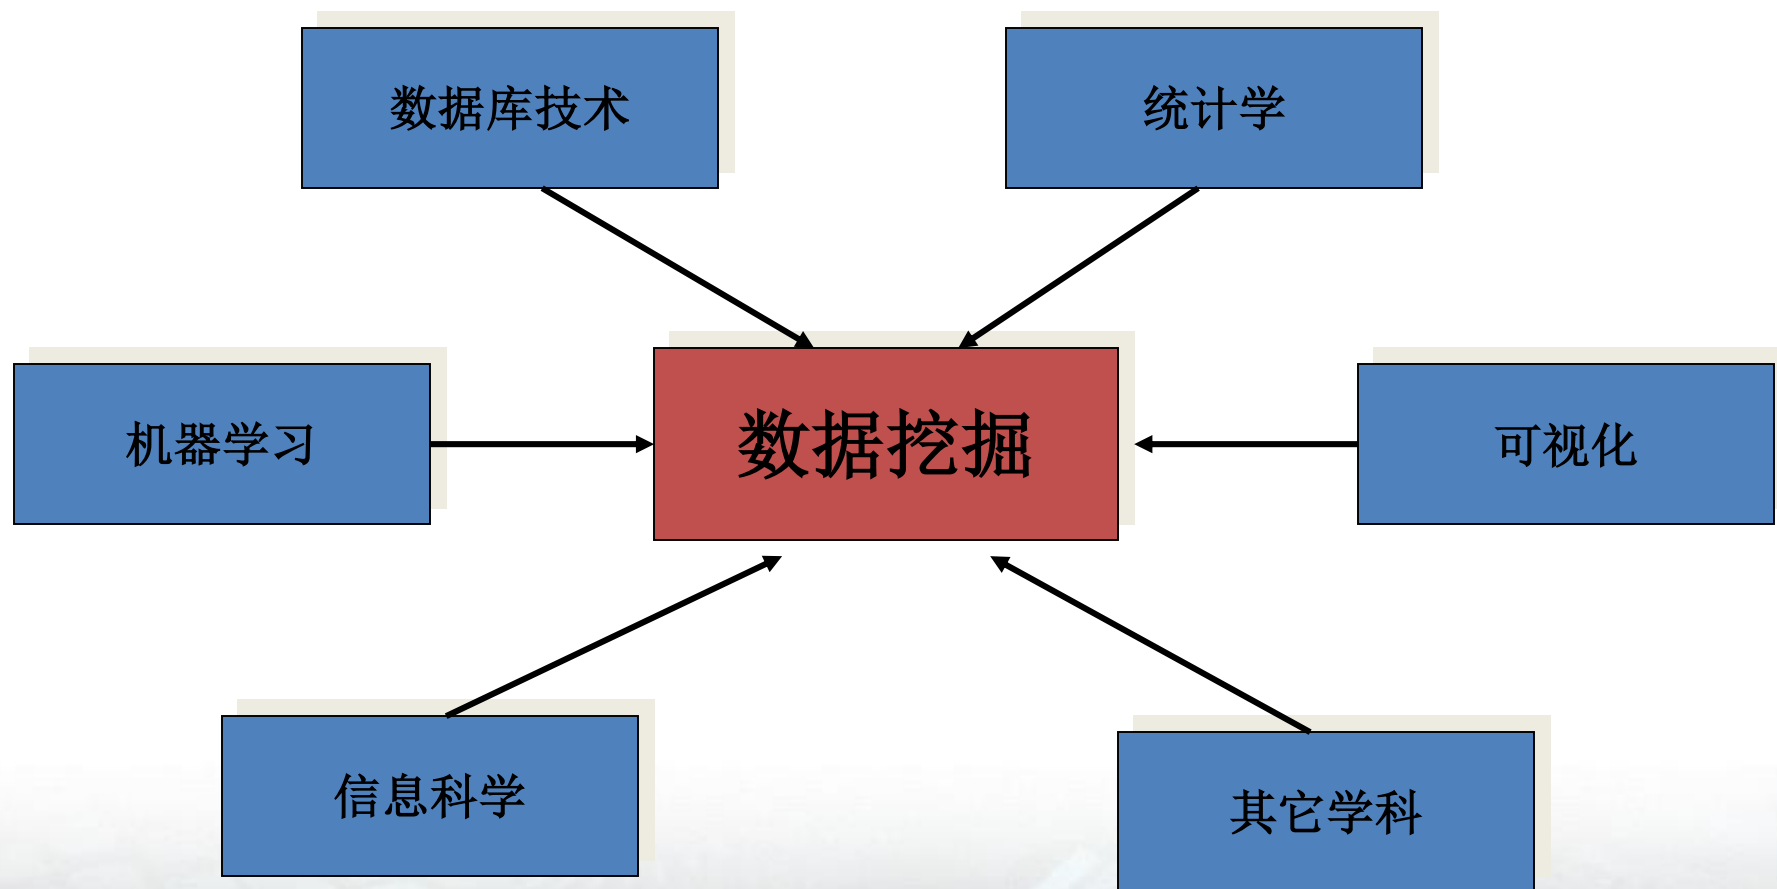 数据库技术
统计学
机器学习
数据挖掘
可视化
信息科学
其它学科